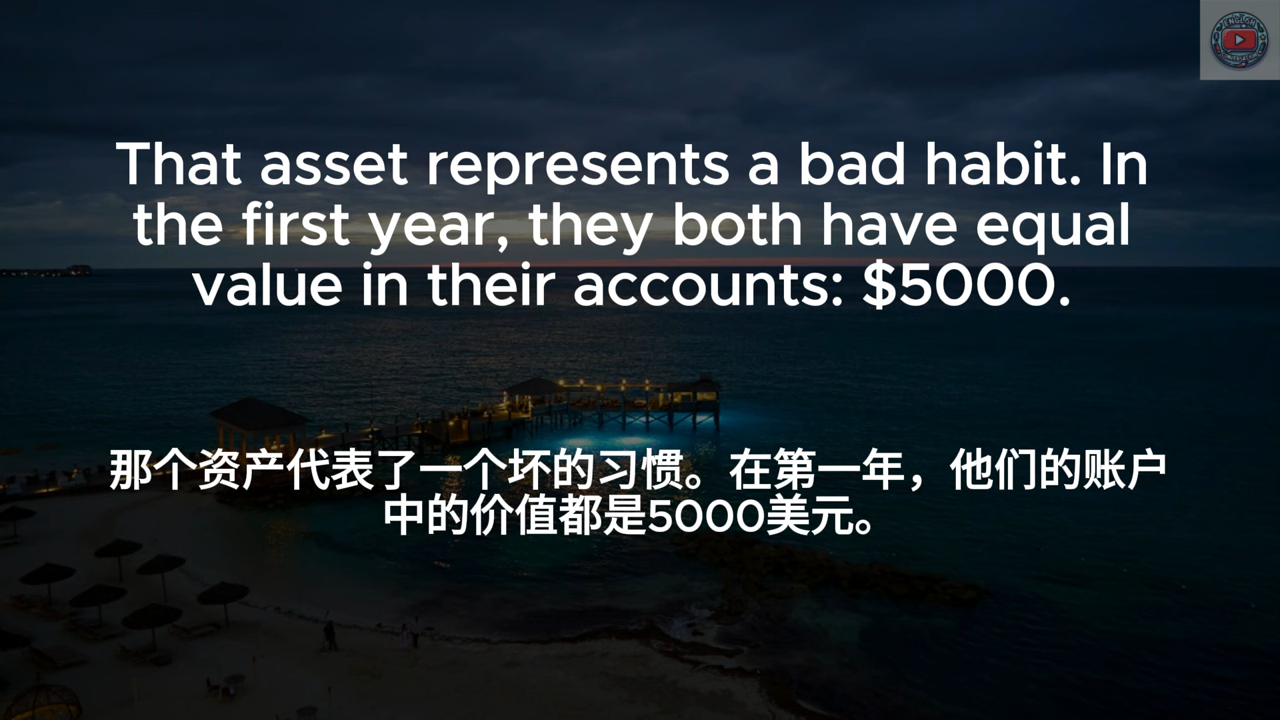 That asset represents a bad habit. In
the first year, they both have equal
value in their accounts: $5000.
那个资产代表了一个坏的习惯。在第一年，他们的账户
中的价值都是5000美元。